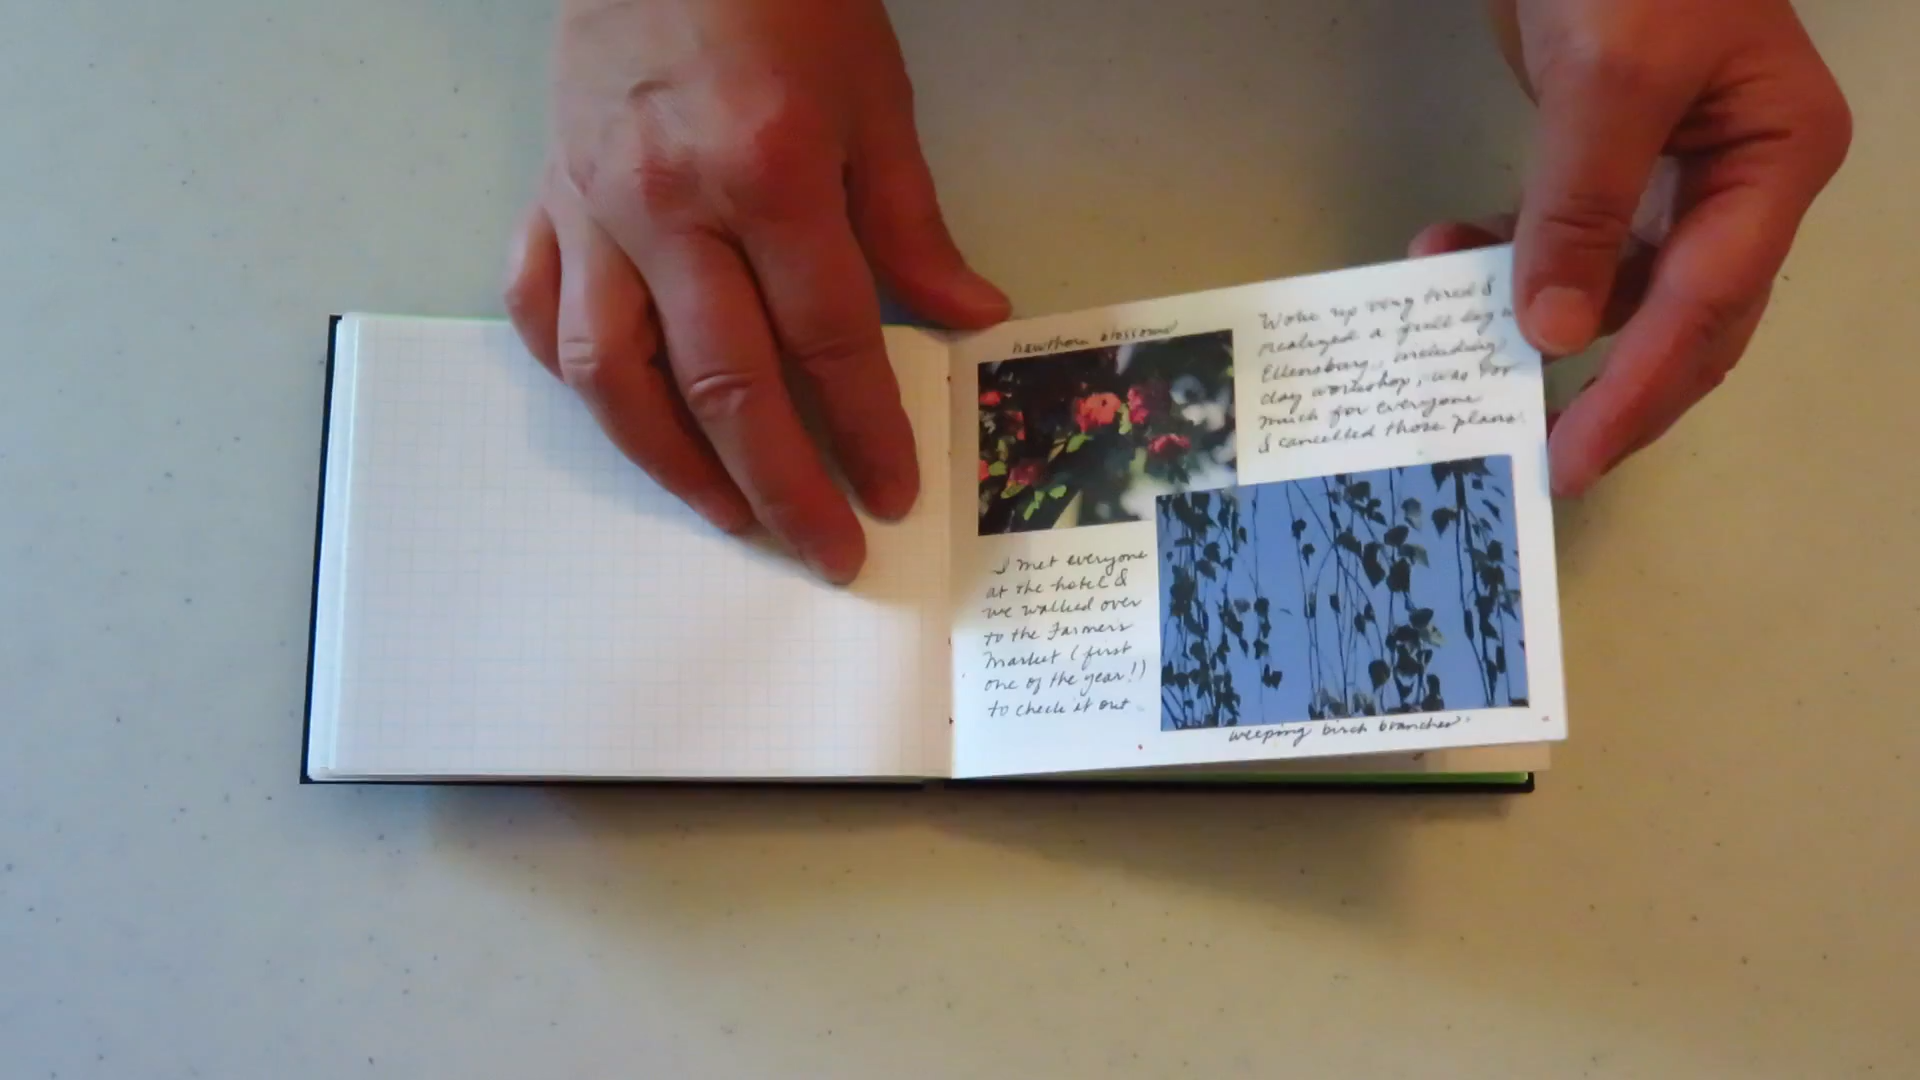 hawthorn blossoms
Woke up very tired &
realized a full day in
Ellensburg, including
day workshop, was too
much for everyone
& cancelled those plans.
I met everyone
at the hotel &
we walked over
to the Farmers
Market (first
one of the year!)
to check it out.
weeping birch branches.